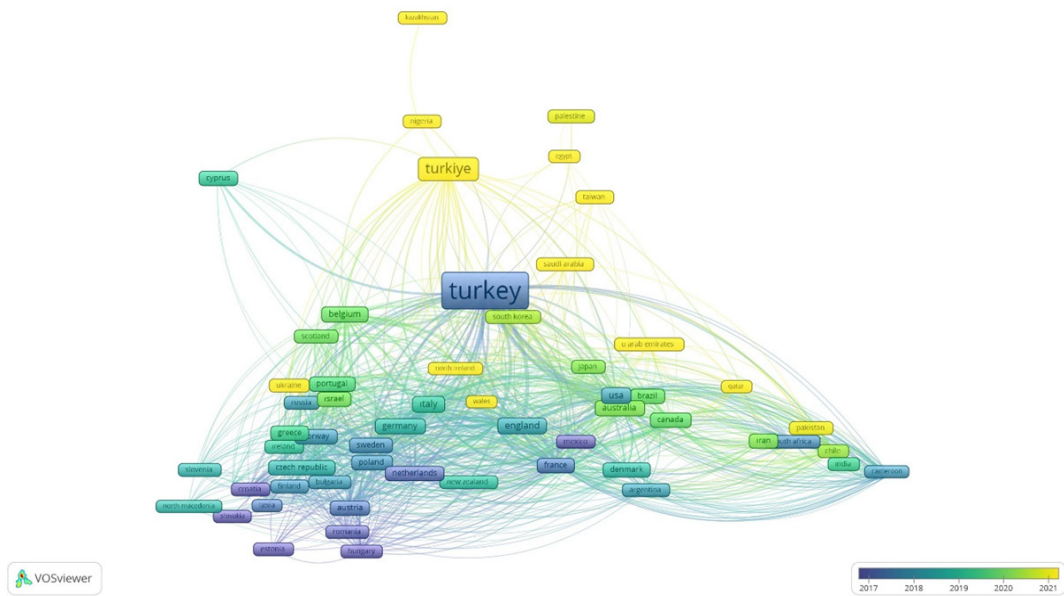 kazakhstan
nigeria
palestine
egypt
turkiye
cyprus
taiwan
saudi arabia
turkey
belgium
south korea
scotland
u arab emirates
north ireland
japan
ukraine
portugal
qatar
russia
israel
italy
wales
usa
brazil
australia
canada
germany
england
pakistan
greece
norway
ireland
sweden
mexico
iran
south africa
chile
poland
france
denmark
india
slovenia
czech republic
netherlands
cameroon
finland
bulgaria
new zealand
croatia
argentina
north macedonia
austria
slovakia
romania
estonia
hungary
VOSviewer
2017 2018 2019 2020 2021